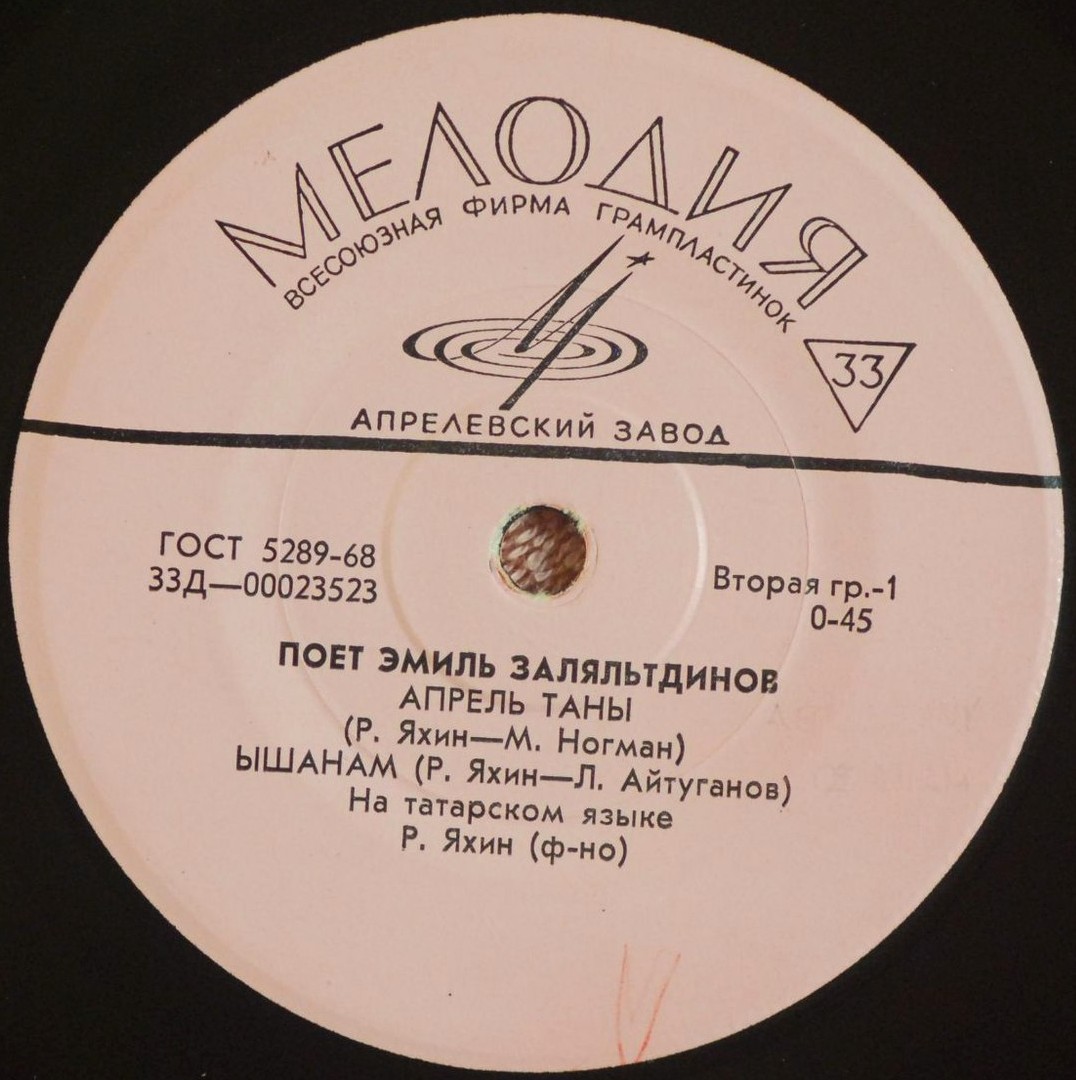 МЕЛОДИЯ
ВСЕСОЮЗНАЯ ФИРМА ГРАМПЛАСТИНОК
33
АПРЕЛЕВСКИЙ ЗАВОД
ГОСТ 5289-68
33Д—00023523
Вторая гр.-1
0-45
ПОЕТ ЭМИЛЬ ЗАЛЯЛЬТДИНОВ
АПРЕЛЬ ТАНЫ
(Р. Яхин—М. Ногман)
ЫШАНАМ (Р. Яхин—Л. Айтуганов)
На татарском языке
Р. Яхин (ф-но)